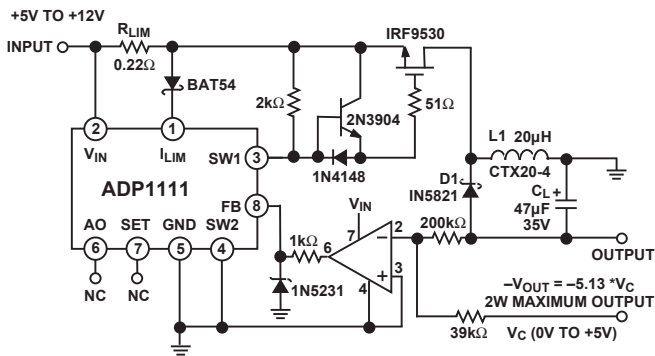 +5V TO +12V
INPUT
RLIM
0.22Ω
BAT54
IRF9530
2kΩ
2N3904
51Ω
2
VIN
1
ILIM
SW1
3
1N4148
L1 20µH
CTX20-4
ADP1111
FB
8
D1
IN5821
CL +
47µF
35V
AO
6
SET
7
GND
5
SW2
4
NC
NC
1kΩ
1N5231
VIN
7
6
2
−
+
3
4
200kΩ
OUTPUT
–VOUT = –5.13 *VC
2W MAXIMUM OUTPUT
39kΩ
VC (0V TO +5V)